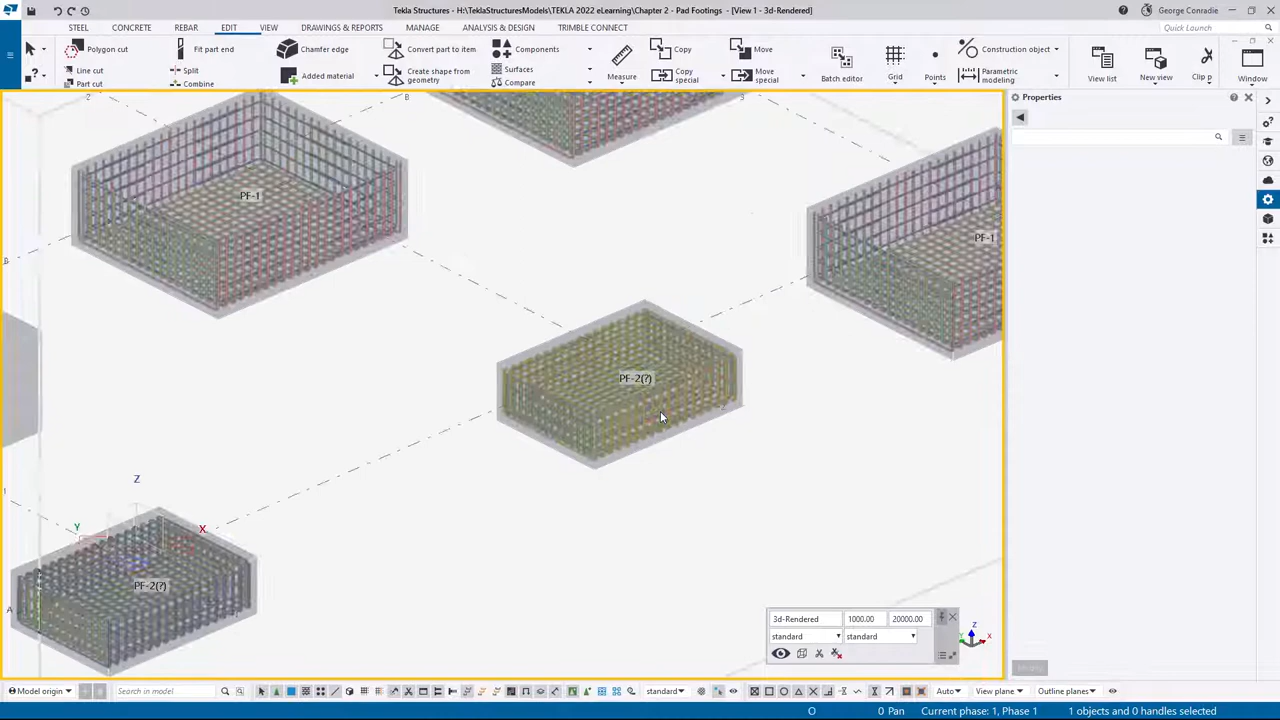 Tekla Structures - H:\TeklaStructuresModels\TEKLA 2022 eLearning\Chapter 2 - Pad Footings - [View 1 - 3d-Rendered]
George Conradie
STEEL CONCRETE REBAR EDIT VIEW DRAWINGS & REPORTS MANAGE ANALYSIS & DESIGN TRIMBLE CONNECT
Quick Launch
Polygon cut
Line cut
Part cut
Fit part end
Split
Combine
Chamfer edge
Added material
Convert part to item
Create shape from geometry
Components
Surfaces
Compare
Measure
Copy
Copy special
Move
Move special
Batch editor
Grid
Points
Construction object
Parametric modeling
View list
New view
Clip p
Window
Properties
2
B
3
PF-1
PF-1
B
PF-2(?)
Z
Y
X
PF-2(?)
A
3d-Rendered 1000.00 20000.00
standard standard
Z
X
Model origin
Search in model
standard
Auto
View plane
Outline planes
O
0 Pan
Current phase: 1, Phase 1
1 objects and 0 handles selected